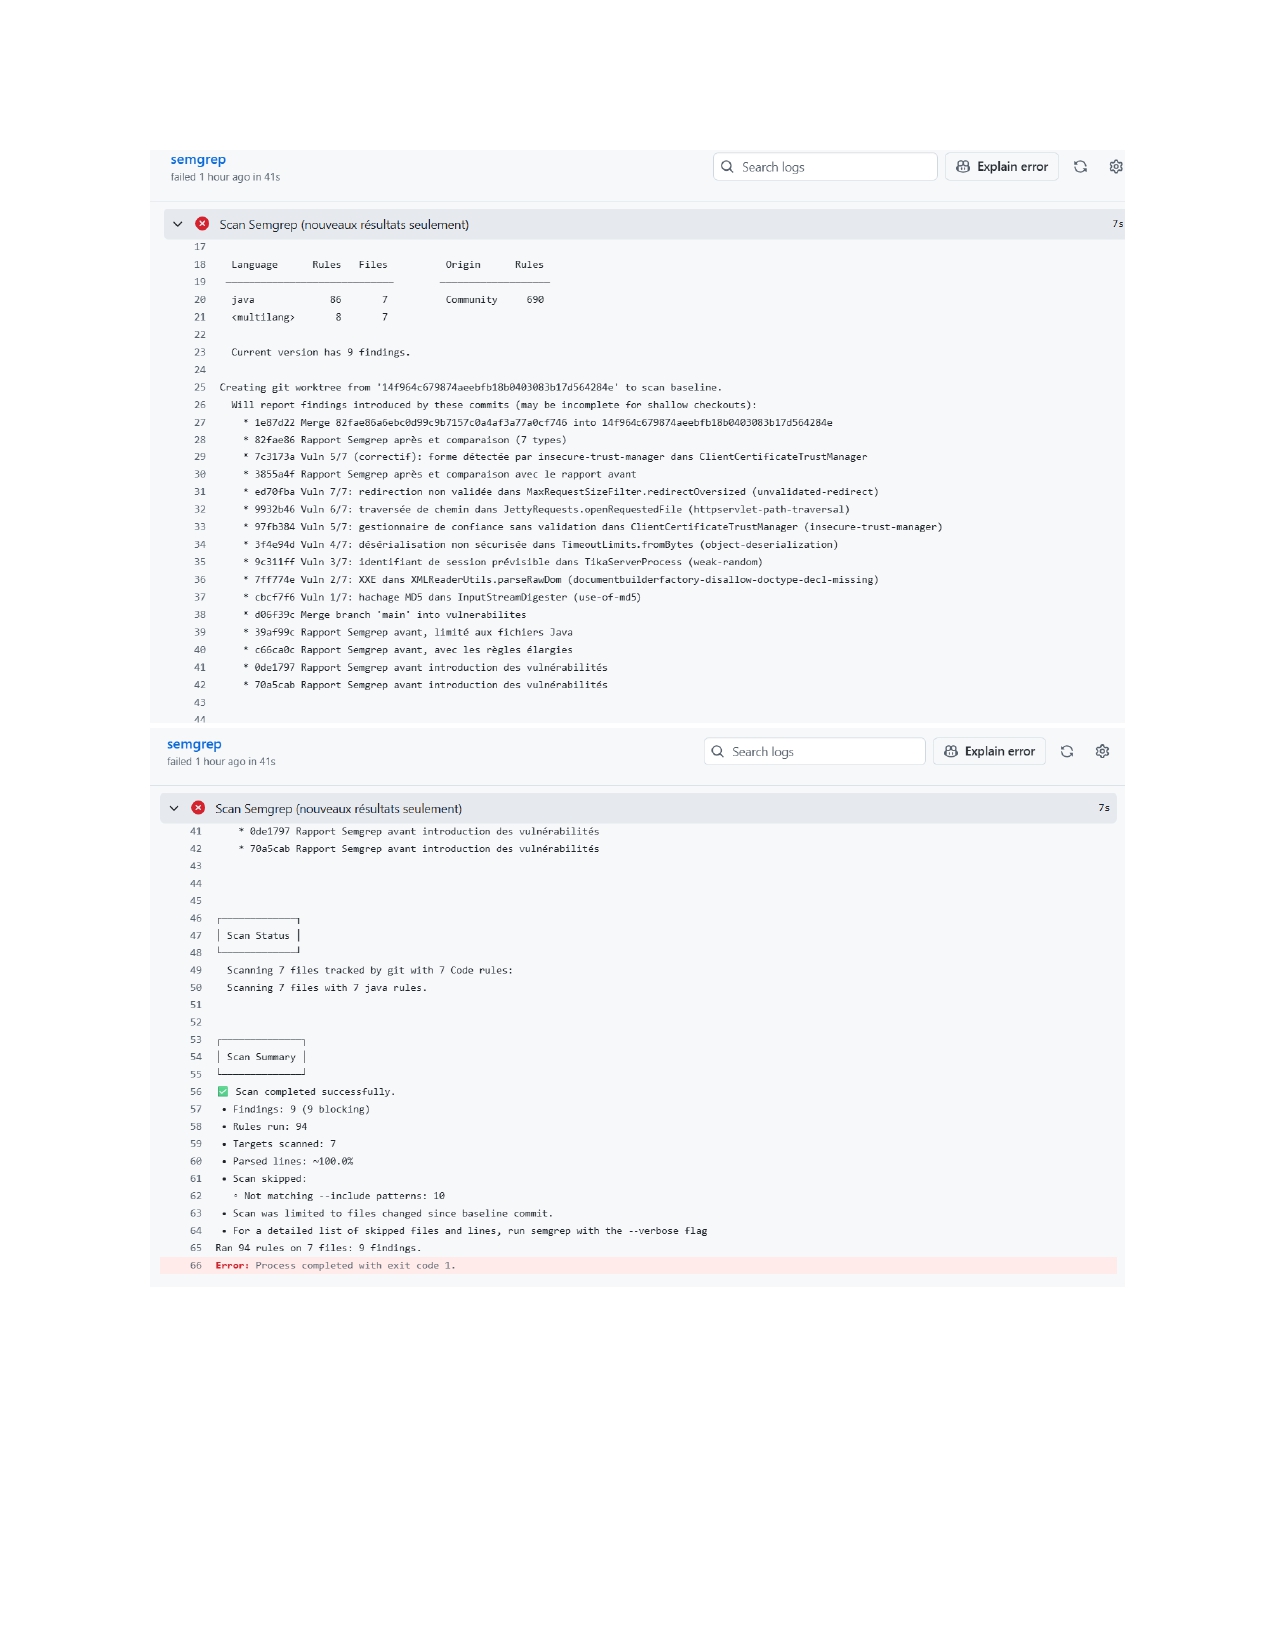 semgrep
failed 1 hour ago in 41s
Search logs
Explain error
Scan Semgrep (nouveaux résultats seulement)
7s
17
18 Language Rules Files Origin Rules
19
20 java 86 7 Community 690
21 <multilang> 8 7
22
23 Current version has 9 findings.
24
25 Creating git worktree from '14f964c679874aeebfb18b0403083b17d564284e' to scan baseline.
26 Will report findings introduced by these commits (may be incomplete for shallow checkouts):
27 * 1e87d22 Merge 82fae86a6ebc0d99c9b7157c0a4af3a77a0cf746 into 14f964c679874aeebfb18b0403083b17d564284e
28 * 82fae86 Rapport Semgrep après et comparaison (7 types)
29 * 7c3173a Vuln 5/7 (correctif): forme détectée par insecure-trust-manager dans ClientCertificateTrustManager
30 * 3855a4f Rapport Semgrep après et comparaison avec le rapport avant
31 * ed70fba Vuln 7/7: redirection non validée dans MaxRequestSizeFilter.redirectOversized (unvalidated-redirect)
32 * 9932b46 Vuln 6/7: traversée de chemin dans JettyRequests.openRequestedFile (httpservlet-path-traversal)
33 * 97fb384 Vuln 5/7: gestionnaire de confiance sans validation dans ClientCertificateTrustManager (insecure-trust-manager)
34 * 3f4e94d Vuln 4/7: désérialisation non sécurisée dans TimeoutLimits.fromBytes (object-deserialization)
35 * 9c311ff Vuln 3/7: identifiant de session prévisible dans TikaServerProcess (weak-random)
36 * 7ff774e Vuln 2/7: XXE dans XMLReaderUtils.parseRawDom (documentbuilderfactory-disallow-doctype-decl-missing)
37 * cbcf7f6 Vuln 1/7: hachage MD5 dans InputStreamDigester (use-of-md5)
38 * d06f39c Merge branch 'main' into vulnerabilites
39 * 39af99c Rapport Semgrep avant, limité aux fichiers Java
40 * c66ca0c Rapport Semgrep avant, avec les règles élargies
41 * 0de1797 Rapport Semgrep avant introduction des vulnérabilités
42 * 70a5cab Rapport Semgrep avant introduction des vulnérabilités
43
44
semgrep
failed 1 hour ago in 41s
Search logs
Explain error
Scan Semgrep (nouveaux résultats seulement)
7s
41 * 0de1797 Rapport Semgrep avant introduction des vulnérabilités
42 * 70a5cab Rapport Semgrep avant introduction des vulnérabilités
43
44
45
46
47 Scan Status
48
49 Scanning 7 files tracked by git with 7 Code rules:
50 Scanning 7 files with 7 java rules.
51
52
53
54 Scan Summary
55
56 ✅ Scan completed successfully.
57 • Findings: 9 (9 blocking)
58 • Rules run: 94
59 • Targets scanned: 7
60 • Parsed lines: ~100.0%
61 • Scan skipped:
62 ◦ Not matching --include patterns: 10
63 • Scan was limited to files changed since baseline commit.
64 • For a detailed list of skipped files and lines, run semgrep with the --verbose flag
65 Ran 94 rules on 7 files: 9 findings.
66 Error: Process completed with exit code 1.